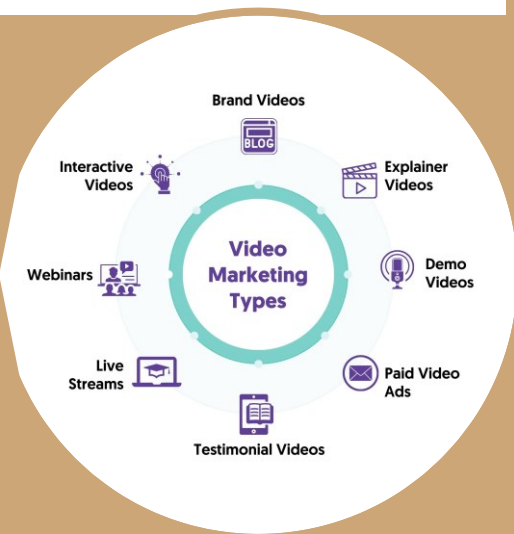 Brand Videos
BLOG
Interactive
Videos
Explainer
Videos
Video
Marketing
Types
Webinars
Demo
Videos
Live
Streams
Paid Video
Ads
Testimonial Videos